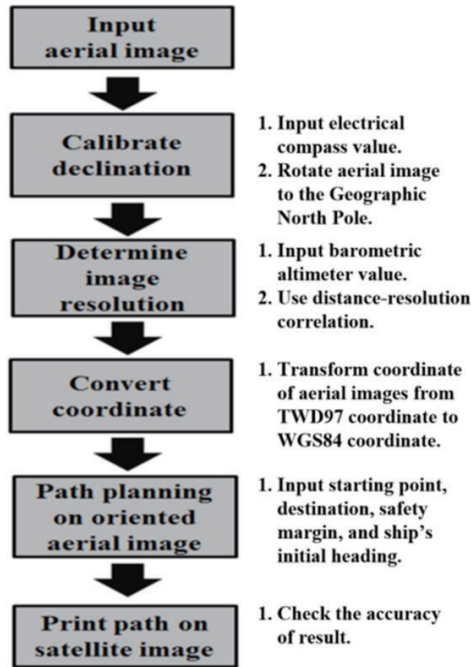 Input
aerial image
Calibrate
declination
1. Input electrical
compass value.
2. Rotate aerial image
to the Geographic
North Pole.
Determine
image
resolution
1. Input barometric
altimeter value.
2. Use distance-resolution
correlation.
Convert
coordinate
1. Transform coordinate
of aerial images from
TWD97 coordinate to
WGS84 coordinate.
Path planning
on oriented
aerial image
1. Input starting point,
destination, safety
margin, and ship's
initial heading.
Print path on
satellite image
1. Check the accuracy
of result.